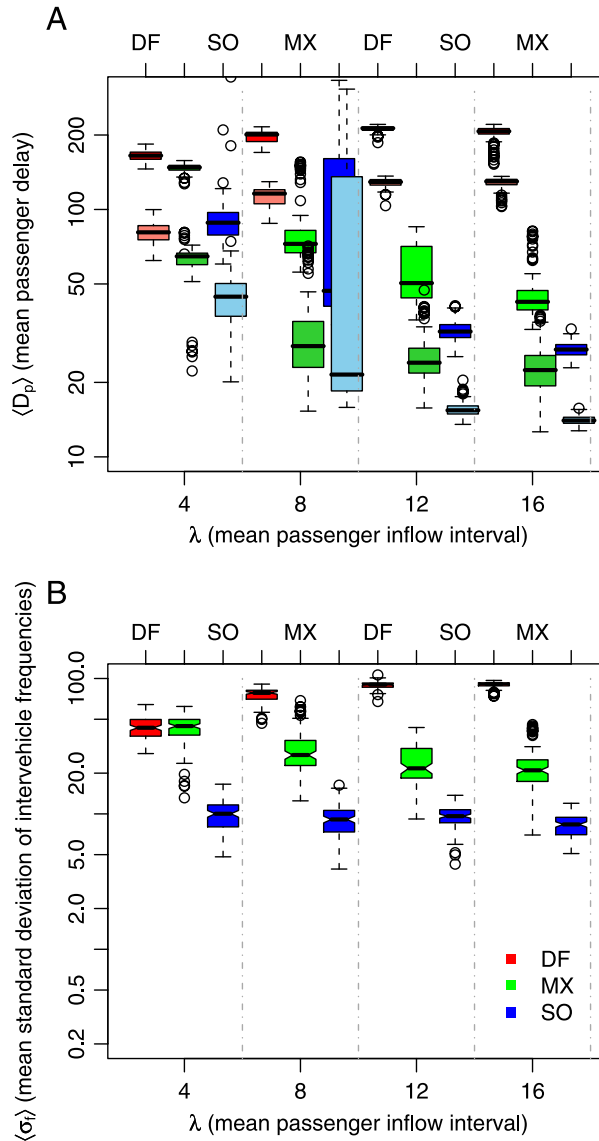 A
DF SO MX DF SO MX
200
100
50
20
10
⟨Dp⟩ (mean passenger delay)
4 8 12 16
λ (mean passenger inflow interval)
B
DF SO MX DF SO MX
100.0
20.0
5.0
2.0
0.5
0.2
⟨σf⟩ (mean standard deviation of intervehicle frequencies)
DF
MX
SO
4 8 12 16
λ (mean passenger inflow interval)